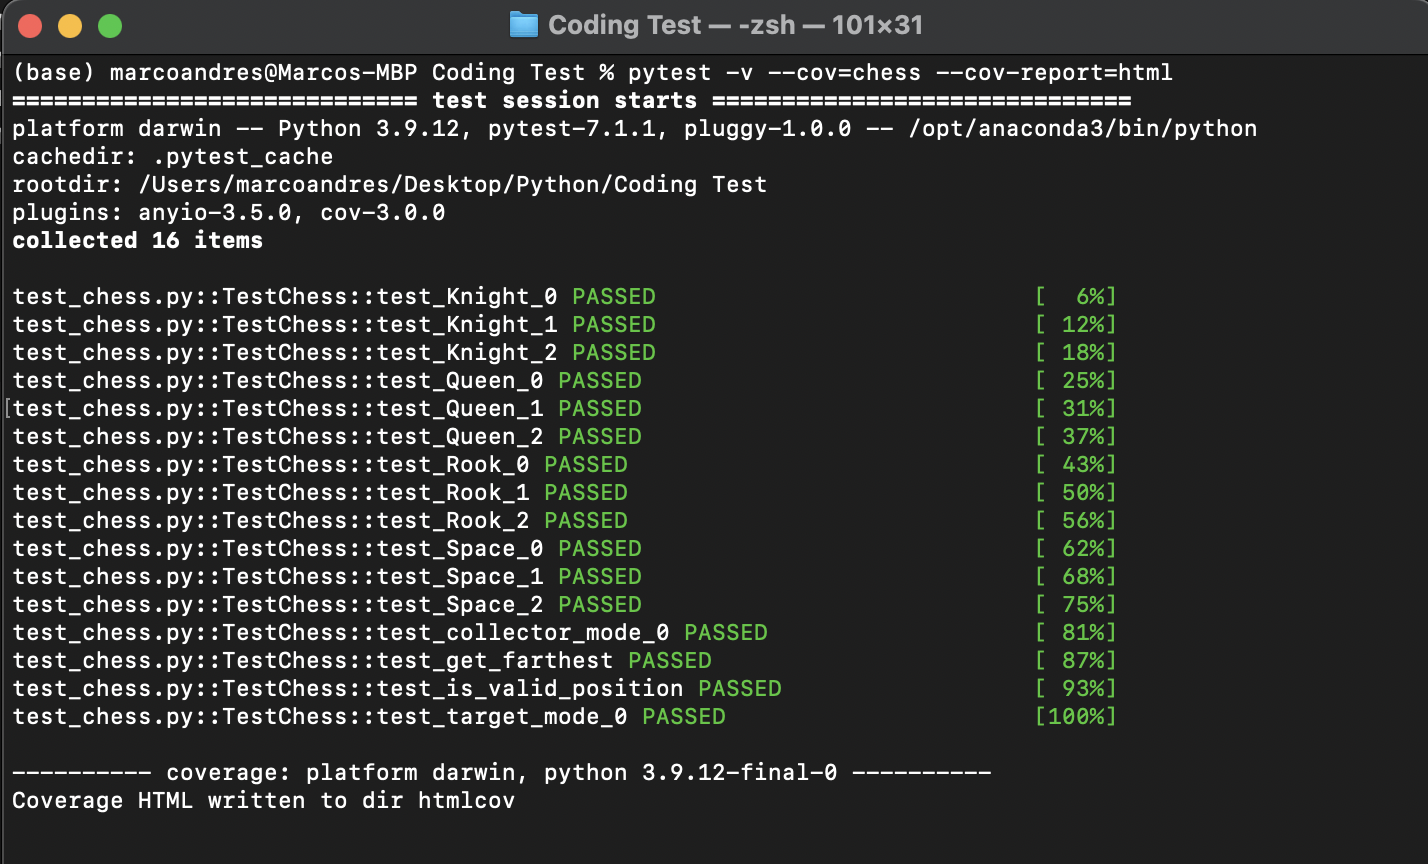 Coding Test — -zsh — 101×31
(base) marcoandres@Marcos-MBP Coding Test % pytest -v --cov=chess --cov-report=html
============================= test session starts ==============================
platform darwin -- Python 3.9.12, pytest-7.1.1, pluggy-1.0.0 -- /opt/anaconda3/bin/python
cachedir: .pytest_cache
rootdir: /Users/marcoandres/Desktop/Python/Coding Test
plugins: anyio-3.5.0, cov-3.0.0
collected 16 items
test_chess.py::TestChess::test_Knight_0 PASSED [  6%]
test_chess.py::TestChess::test_Knight_1 PASSED [ 12%]
test_chess.py::TestChess::test_Knight_2 PASSED [ 18%]
test_chess.py::TestChess::test_Queen_0 PASSED [ 25%]
[test_chess.py::TestChess::test_Queen_1 PASSED [ 31%]
test_chess.py::TestChess::test_Queen_2 PASSED [ 37%]
test_chess.py::TestChess::test_Rook_0 PASSED [ 43%]
test_chess.py::TestChess::test_Rook_1 PASSED [ 50%]
test_chess.py::TestChess::test_Rook_2 PASSED [ 56%]
test_chess.py::TestChess::test_Space_0 PASSED [ 62%]
test_chess.py::TestChess::test_Space_1 PASSED [ 68%]
test_chess.py::TestChess::test_Space_2 PASSED [ 75%]
test_chess.py::TestChess::test_collector_mode_0 PASSED [ 81%]
test_chess.py::TestChess::test_get_farthest PASSED [ 87%]
test_chess.py::TestChess::test_is_valid_position PASSED [ 93%]
test_chess.py::TestChess::test_target_mode_0 PASSED [100%]
---------- coverage: platform darwin, python 3.9.12-final-0 ----------
Coverage HTML written to dir htmlcov